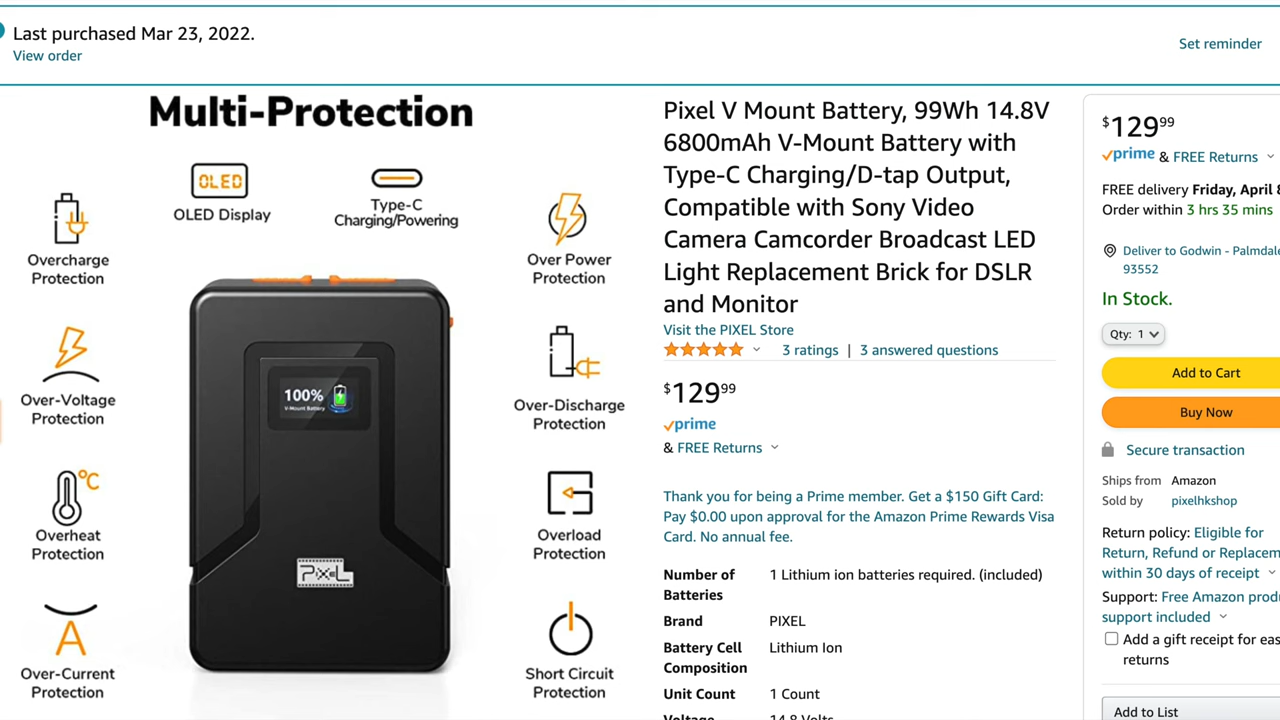 Last purchased Mar 23, 2022.
View order
Set reminder
Multi-Protection
OLED
OLED Display
Type-C
Charging/Powering
Overcharge
Protection
Over Power
Protection
Over-Voltage
Protection
Over-Discharge
Protection
°C
Overheat
Protection
Overload
Protection
A
Over-Current
Protection
Short Circuit
Protection
100%
V-Mount Battery
PIXEL
Pixel V Mount Battery, 99Wh 14.8V
6800mAh V-Mount Battery with
Type-C Charging/D-tap Output,
Compatible with Sony Video
Camera Camcorder Broadcast LED
Light Replacement Brick for DSLR
and Monitor
Visit the PIXEL Store
3 ratings | 3 answered questions
$129.99
prime
& FREE Returns
Thank you for being a Prime member. Get a $150 Gift Card:
Pay $0.00 upon approval for the Amazon Prime Rewards Visa
Card. No annual fee.
Number of Batteries 1 Lithium ion batteries required. (included)
Brand PIXEL
Battery Cell Composition Lithium Ion
Unit Count 1 Count
Voltage 14.8 Volts
$129.99
prime & FREE Returns
FREE delivery Friday, April 8
Order within 3 hrs 35 mins
Deliver to Godwin - Palmdale
93552
In Stock.
Qty: 1
Add to Cart
Buy Now
Secure transaction
Ships from Amazon
Sold by pixelhkshop
Return policy: Eligible for
Return, Refund or Replacem
within 30 days of receipt
Support: Free Amazon produ
support included
Add a gift receipt for eas
returns
Add to List